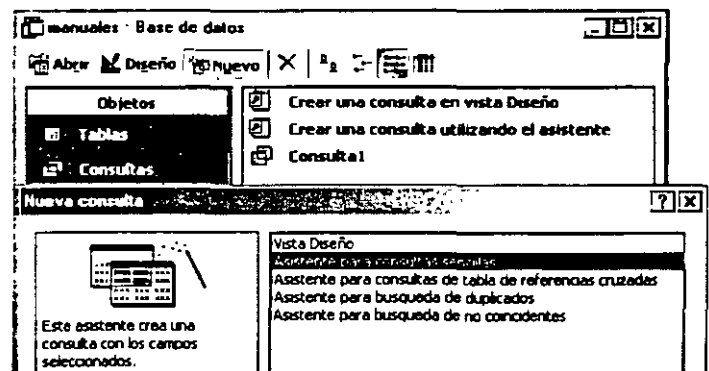 manuales - Base de datos
Abrir Diseño Nuevo
Objetos
Tablas
Consultas
Crear una consulta en vista Diseño
Crear una consulta utilizando el asistente
Consulta1
Nueva consulta
Este asistente crea una
consulta con los campos
seleccionados.
Vista Diseño
Asistente para consultas sencillas
Asistente para consultas de tabla de referencias cruzadas
Asistente para busqueda de duplicados
Asistente para busqueda de no coincidentes